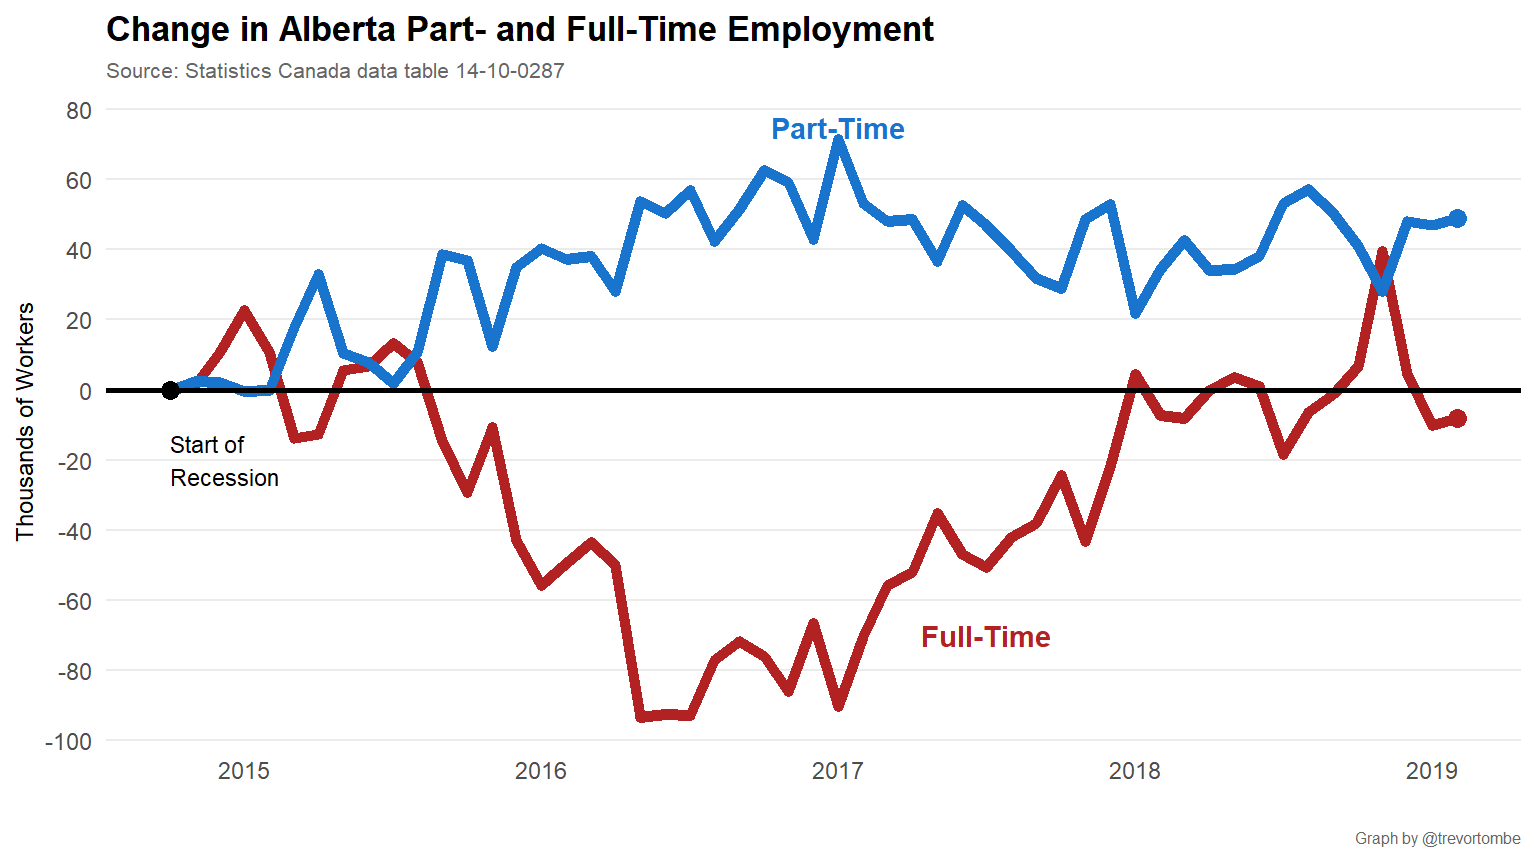 Change in Alberta Part- and Full-Time Employment
Source: Statistics Canada data table 14-10-0287
80
60
40
20
0
-20
-40
-60
-80
-100
Thousands of Workers
Part-Time
Start of
Recession
Full-Time
2015
2016
2017
2018
2019
Graph by @trevortombe